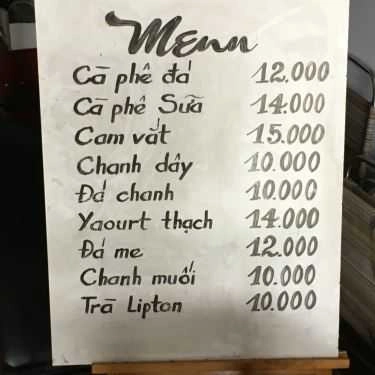 Menu
Cà phê đá 12.000
Cà phê Sữa 14.000
Cam vắt 15.000
Chanh dây 10.000
Đá chanh 10.000
Yaourt thạch 14.000
Đá me 12.000
Chanh muối 10.000
Trà Lipton 10.000